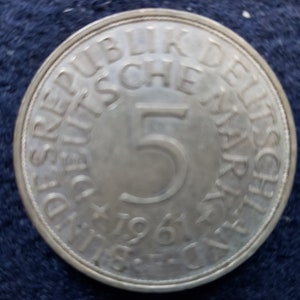 BUNDESREPUBLIK DEUTSCHLAND
DEUTSCHE MARK
5
1961
F